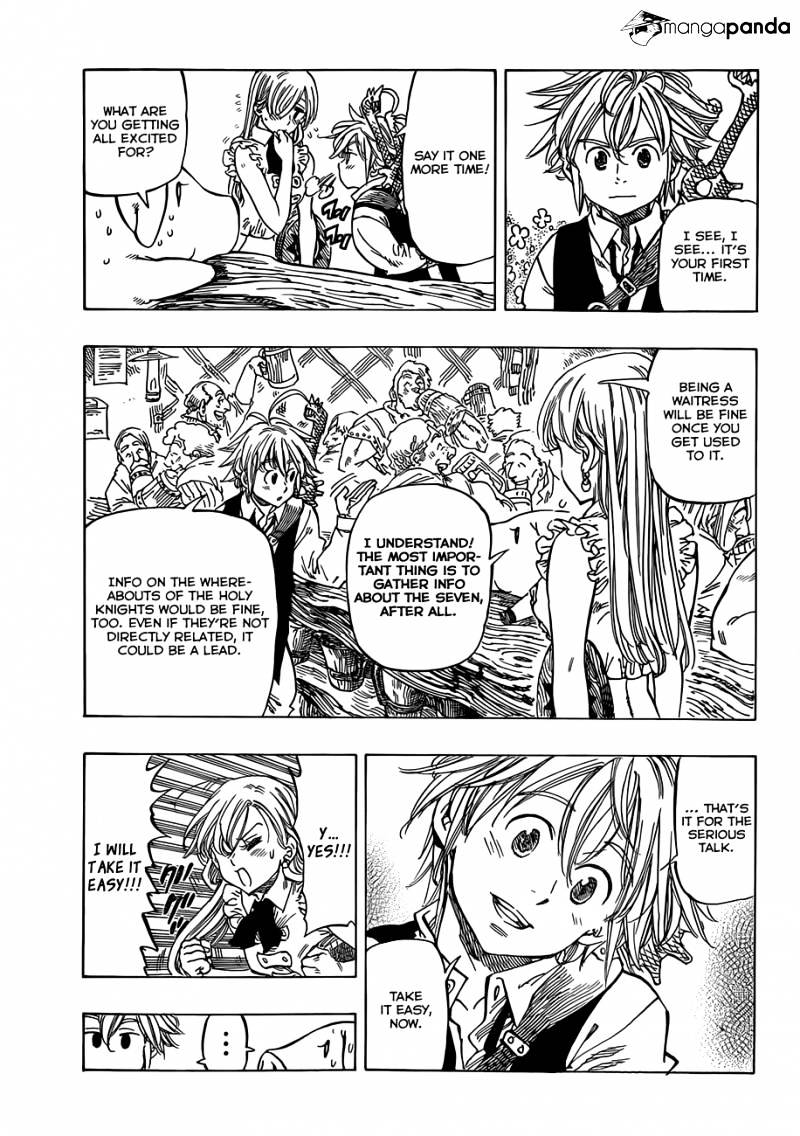 mangapanda
I SEE, I
SEE... IT'S
YOUR FIRST
TIME.
SAY IT ONE
MORE TIME!
WHAT ARE
YOU GETTING
ALL EXCITED
FOR?
BEING A
WAITRESS
WILL BE FINE
ONCE YOU
GET USED
TO IT.
I UNDERSTAND!
THE MOST IMPOR-
TANT THING IS TO
GATHER INFO
ABOUT THE SEVEN,
AFTER ALL.
INFO ON THE WHERE-
ABOUTS OF THE HOLY
KNIGHTS WOULD BE FINE,
TOO. EVEN IF THEY'RE NOT
DIRECTLY RELATED, IT
COULD BE A LEAD.
... THAT'S
IT FOR THE
SERIOUS
TALK.
TAKE
IT EASY,
NOW.
Y...
YES!!!
I WILL
TAKE IT
EASY!!!
...